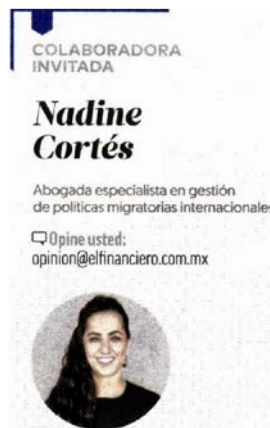 COLABORADORA
INVITADA
Nadine
Cortés
Abogada especialista en gestión
de políticas migratorias internacionales
Opine usted:
opinion@elfinanciero.com.mx